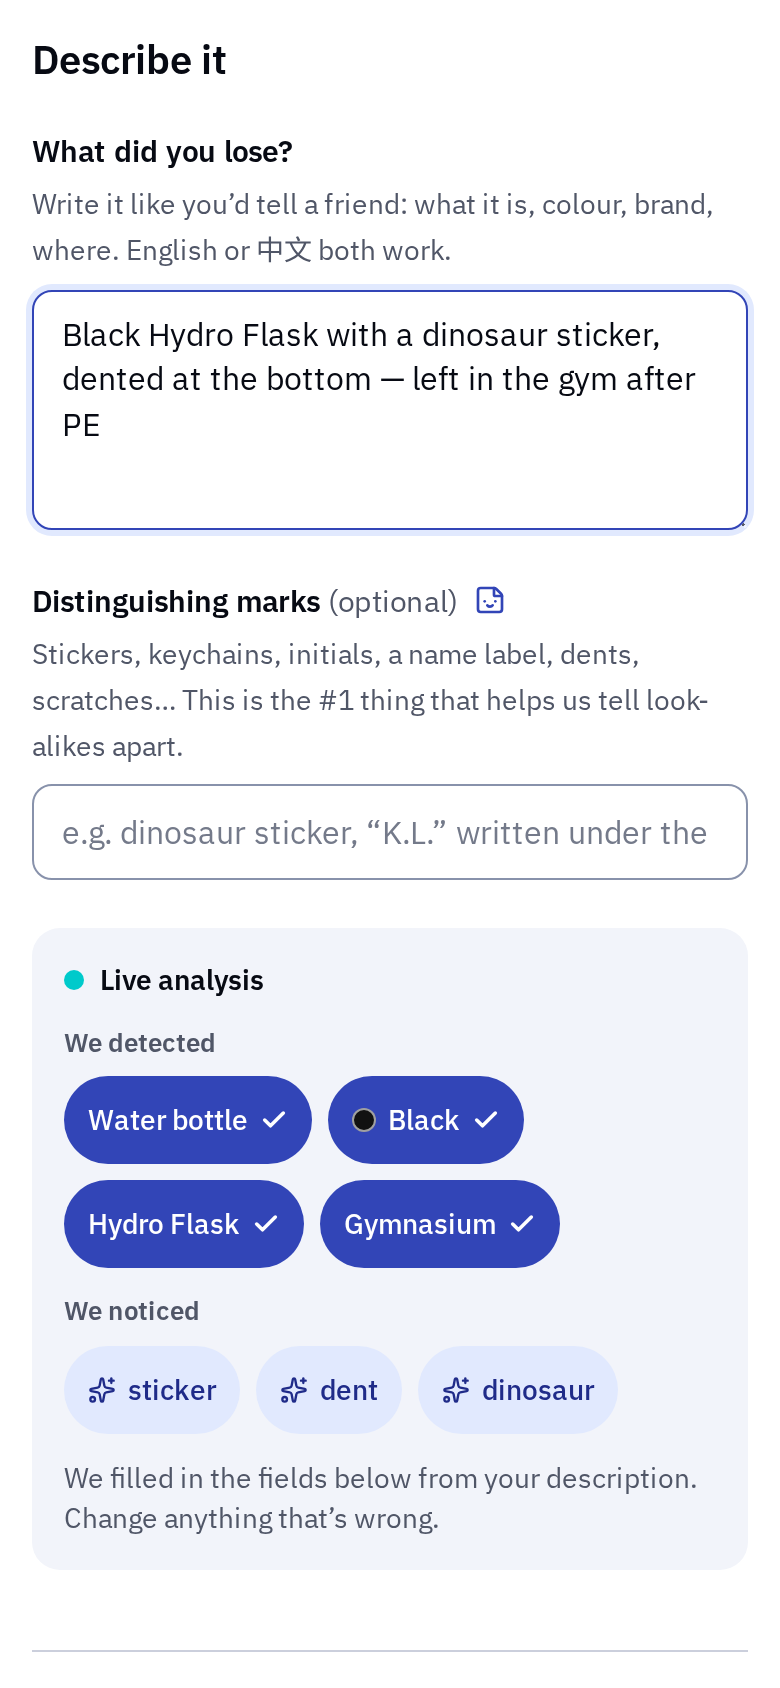 Describe it
What did you lose?
Write it like you’d tell a friend: what it is, colour, brand,
where. English or 中文 both work.
Black Hydro Flask with a dinosaur sticker,
dented at the bottom — left in the gym after
PE
Distinguishing marks (optional)
Stickers, keychains, initials, a name label, dents,
scratches… This is the #1 thing that helps us tell look-
alikes apart.
e.g. dinosaur sticker, “K.L.” written under the
Live analysis
We detected
Water bottle
Black
Hydro Flask
Gymnasium
We noticed
sticker
dent
dinosaur
We filled in the fields below from your description.
Change anything that’s wrong.